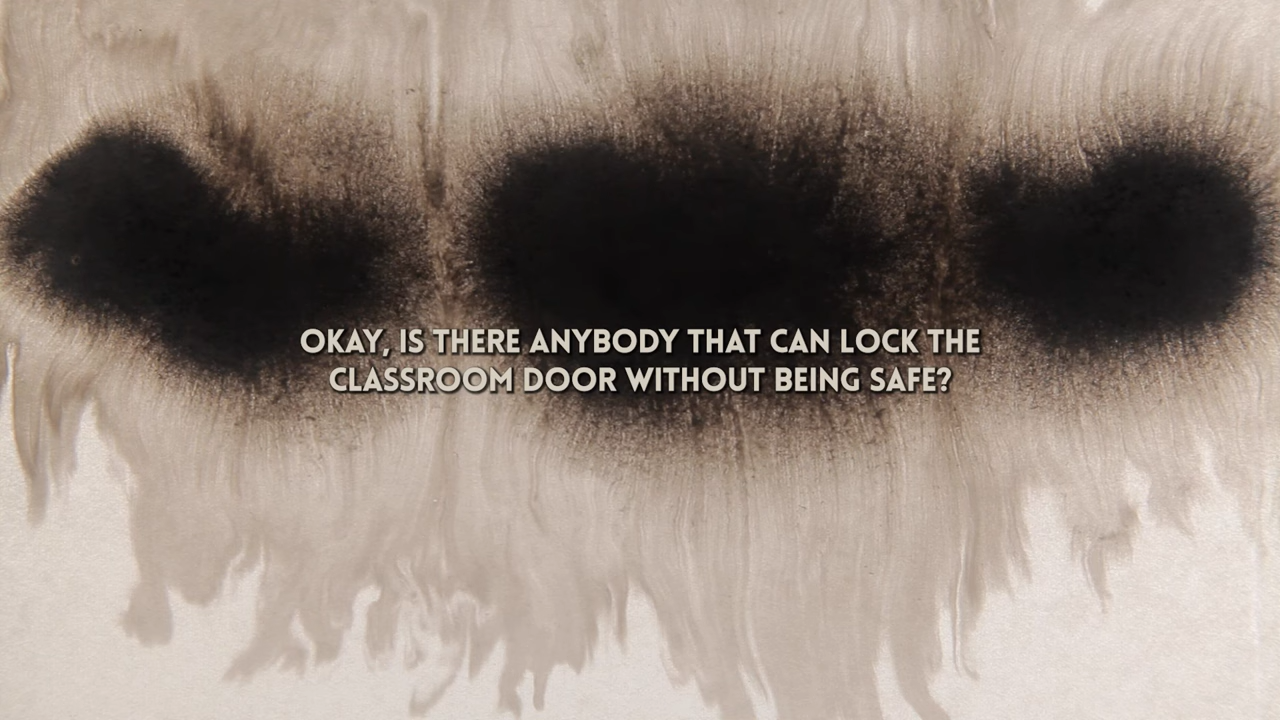 OKAY, IS THERE ANYBODY THAT CAN LOCK THE
CLASSROOM DOOR WITHOUT BEING SAFE?